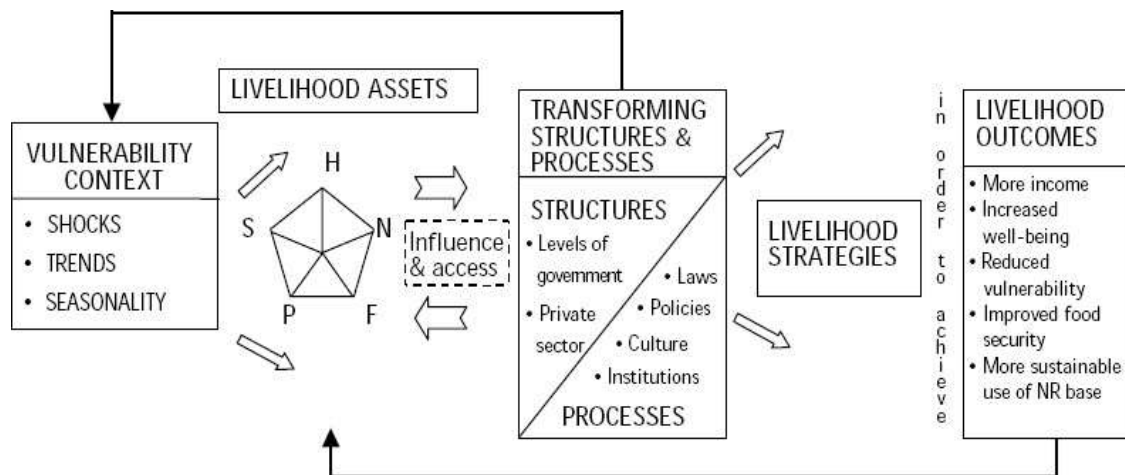 LIVELIHOOD ASSETS
VULNERABILITY
CONTEXT
• SHOCKS
• TRENDS
• SEASONALITY
H
S
N
P
F
Influence
& access
TRANSFORMING
STRUCTURES &
PROCESSES
STRUCTURES
• Levels of
government
• Private
sector
• Laws
• Policies
• Culture
• Institutions
PROCESSES
LIVELIHOOD
STRATEGIES
in order to achieve
LIVELIHOOD
OUTCOMES
• More income
• Increased
well-being
• Reduced
vulnerability
• Improved food
security
• More sustainable
use of NR base